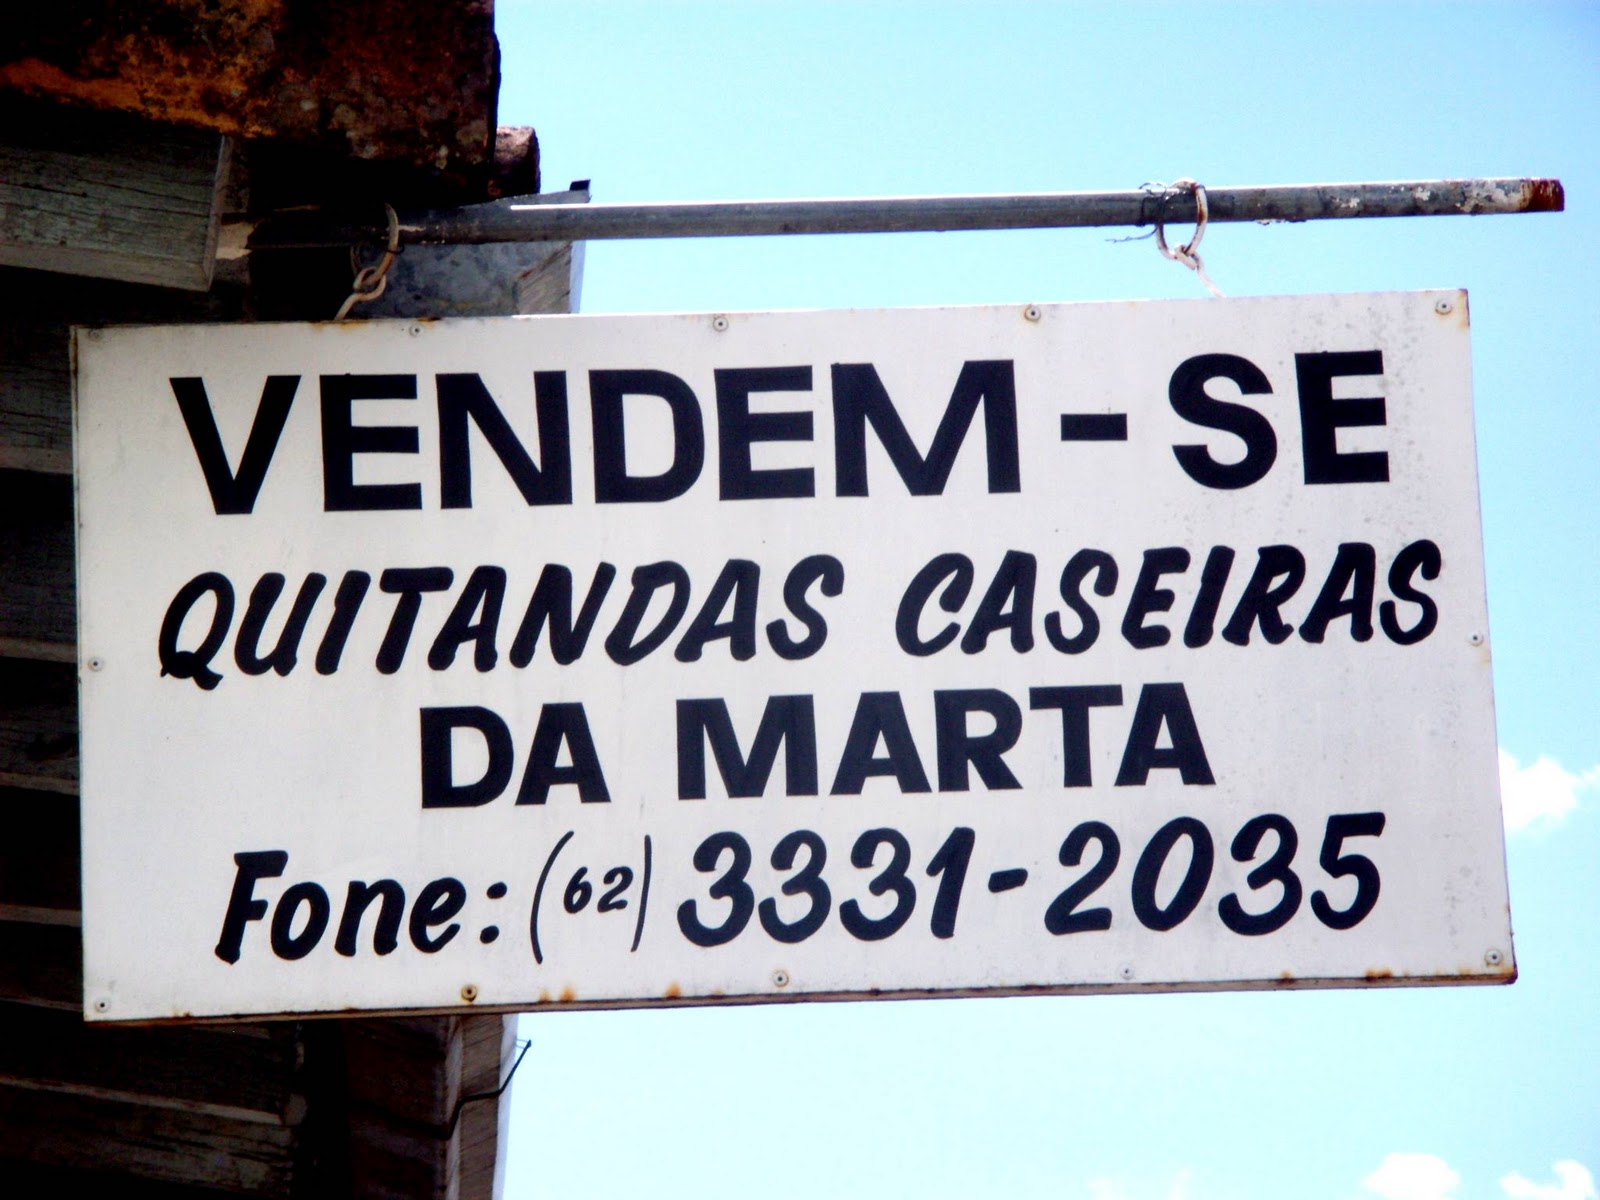 VENDEM-SE
QUITANDAS CASEIRAS
DA MARTA
Fone: (62) 3331-2035